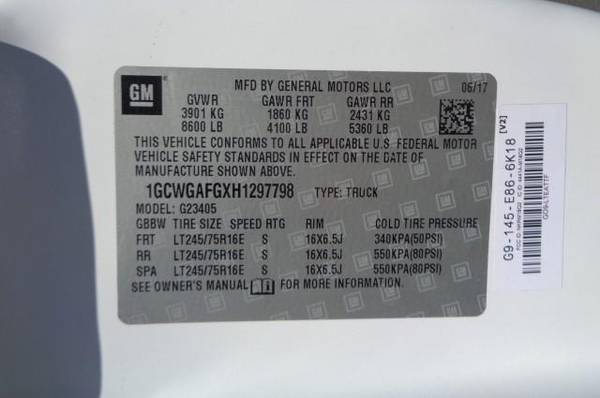 GM
MFD BY GENERAL MOTORS LLC 06/17
GVWR GAWR FRT GAWR RR
3901 KG 1860 KG 2431 KG
8600 LB 4100 LB 5360 LB
THIS VEHICLE CONFORMS TO ALL APPLICABLE U.S. FEDERAL MOTOR
VEHICLE SAFETY STANDARDS IN EFFECT ON THE DATE OF
MANUFACTURE SHOWN ABOVE.
1GCWGAFGXH1297798 TYPE: TRUCK
MODEL: G23405
GBBW TIRE SIZE SPEED RTG RIM COLD TIRE PRESSURE
FRT LT245/75R16E S 16X6.5J 340KPA(50PSI)
RR LT245/75R16E S 16X6.5J 550KPA(80PSI)
SPA LT245/75R16E S 16X6.5J 550KPA(80PSI)
SEE OWNER'S MANUAL FOR MORE INFORMATION.
G9-145-E86-6K18 [V2]